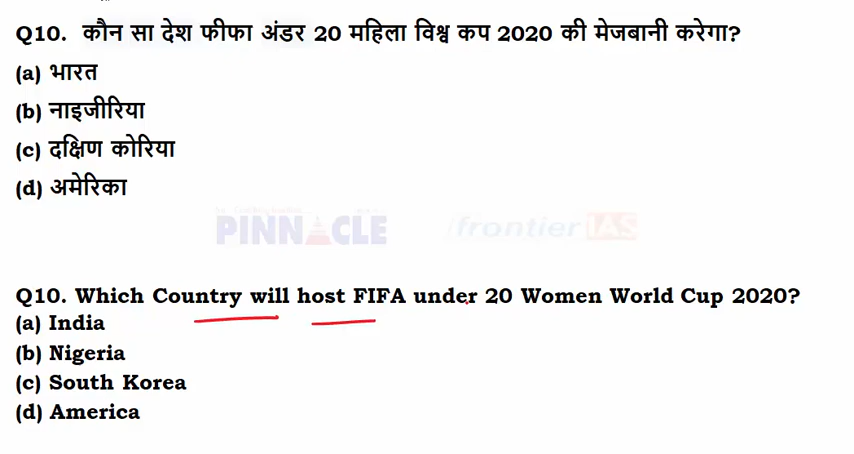 Q10. कौन सा देश फीफा अंडर 20 महिला विश्व कप 2020 की मेजबानी करेगा?
(a) भारत
(b) नाइजीरिया
(c) दक्षिण कोरिया
(d) अमेरिका
PINNACLE frontier IAS
Q10. Which Country will host FIFA under 20 Women World Cup 2020?
(a) India
(b) Nigeria
(c) South Korea
(d) America